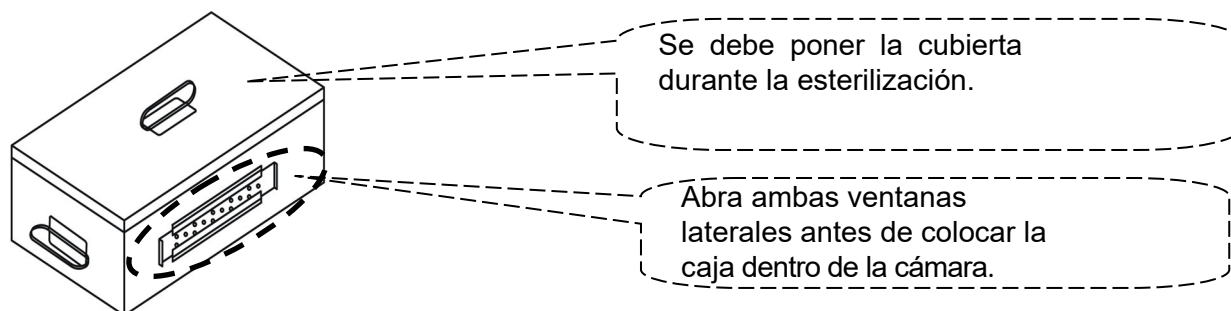 Se debe poner la cubierta
durante la esterilización.
Abra ambas ventanas
laterales antes de colocar la
caja dentro de la cámara.